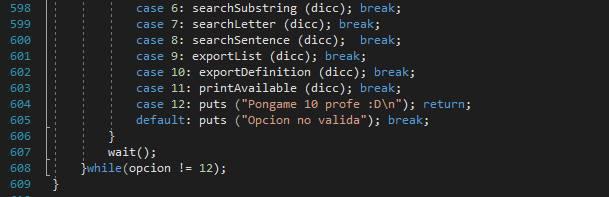 598 case 6: searchSubstring (dicc); break;
599 case 7: searchLetter (dicc); break;
600 case 8: searchSentence (dicc);  break;
601 case 9: exportList (dicc); break;
602 case 10: exportDefinition (dicc); break;
603 case 11: printAvailable (dicc); break;
604 case 12: puts ("Pongame 10 profe :D\n"); return;
605 default: puts ("Opcion no valida"); break;
606 }
607 wait();
608 }while(opcion != 12);
609 }